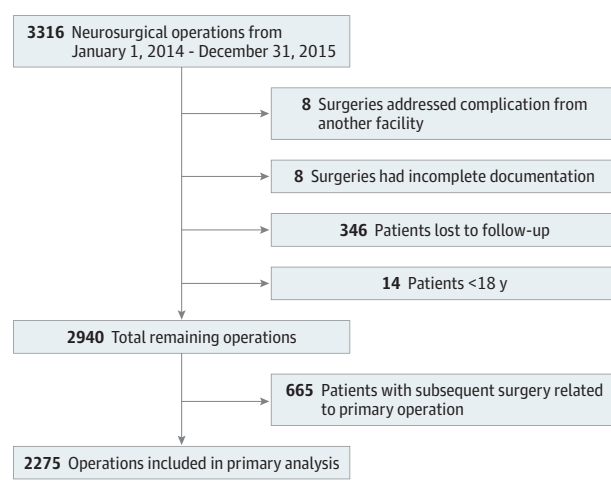 3316 Neurosurgical operations from
January 1, 2014 - December 31, 2015
8 Surgeries addressed complication from
another facility
8 Surgeries had incomplete documentation
346 Patients lost to follow-up
14 Patients <18 y
2940 Total remaining operations
665 Patients with subsequent surgery related
to primary operation
2275 Operations included in primary analysis